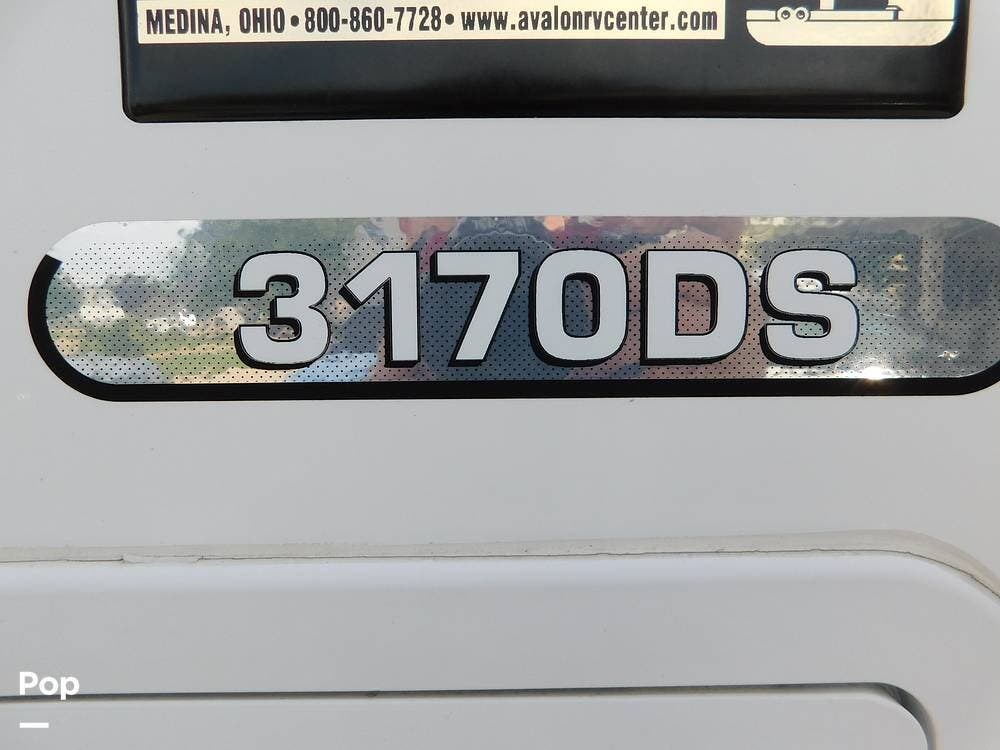 MEDINA, OHIO • 800-860-7728 • www.avalonrvcenter.com
3170DS
Pop